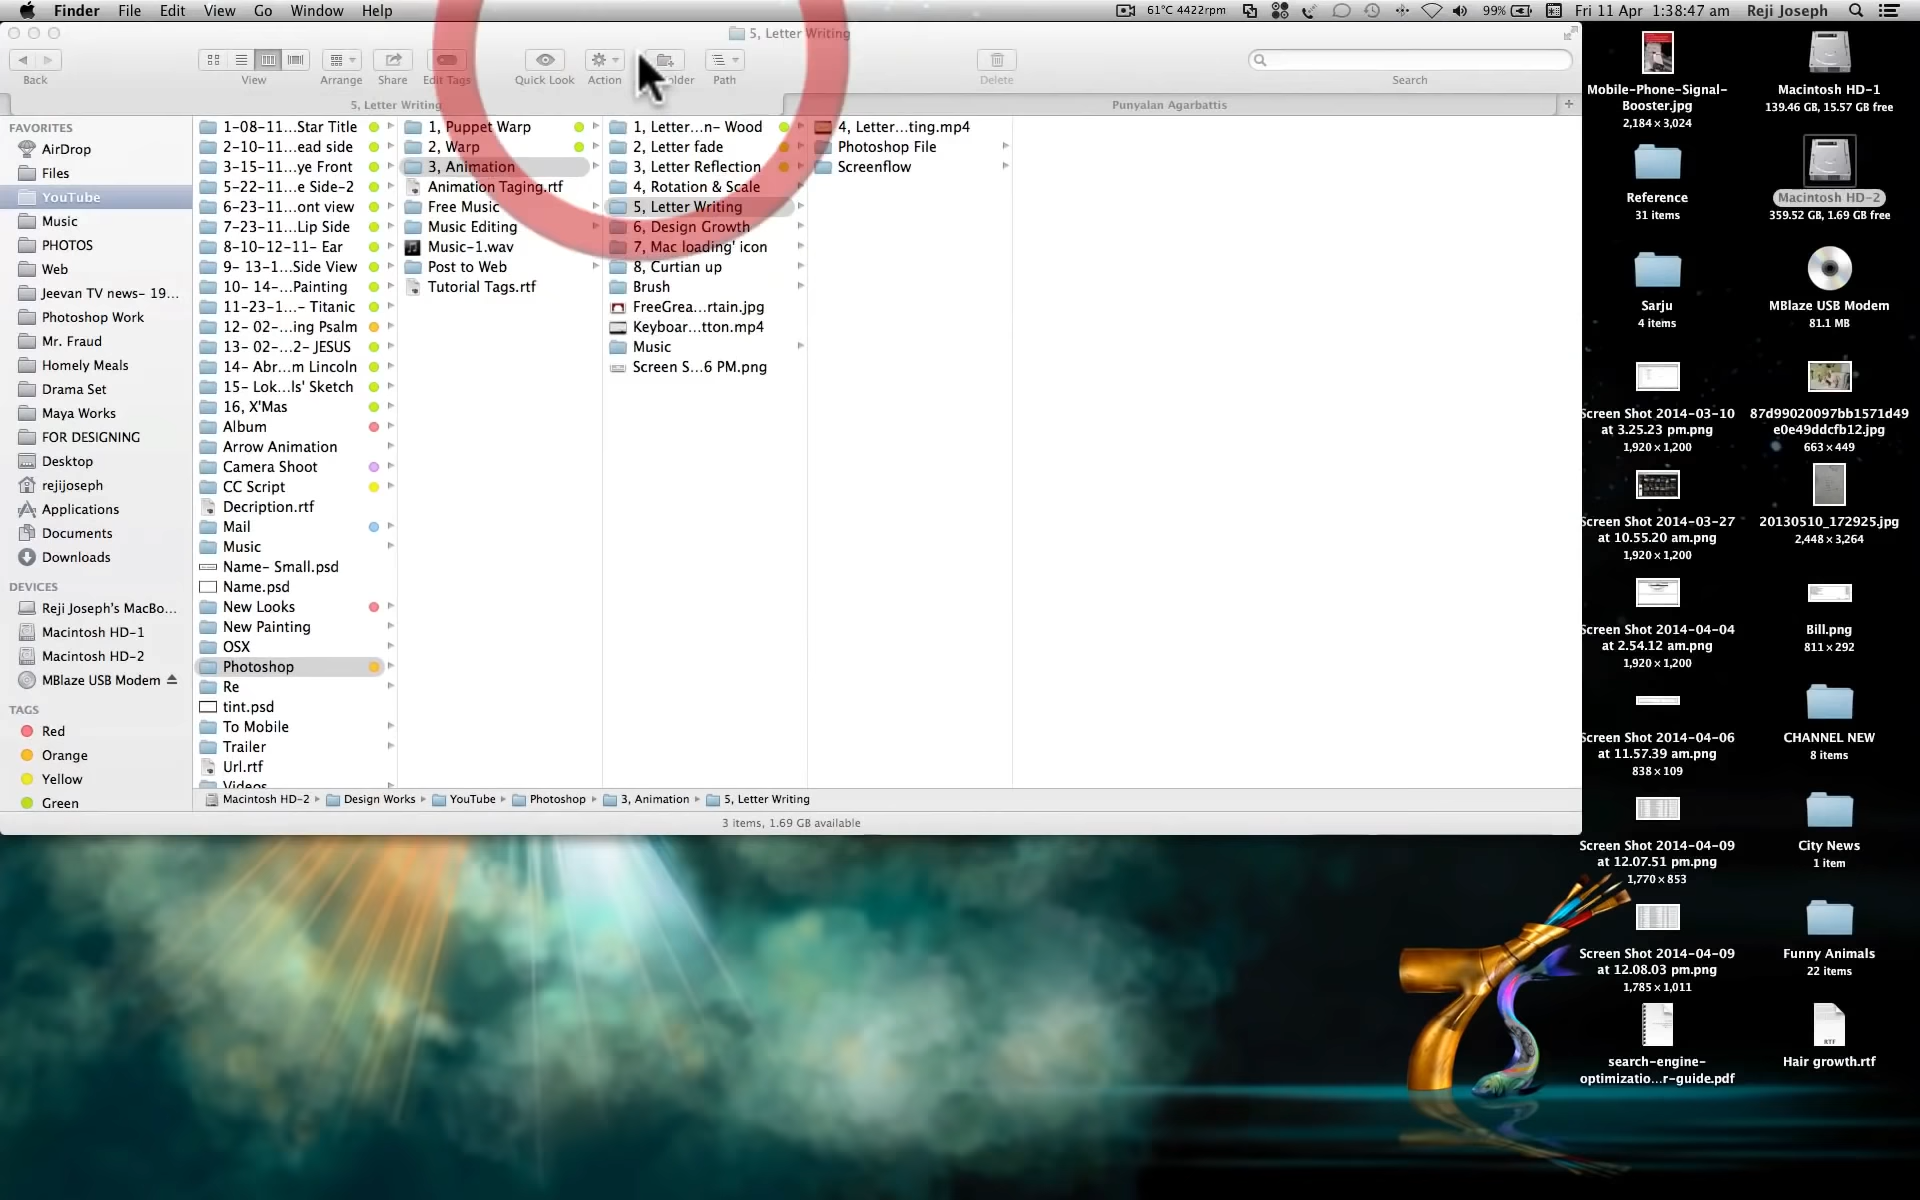 Finder File Edit View Go Window Help
61°C 4422rpm 99% Fri 11 Apr 1:38:47 am Reji Joseph
5, Letter Writing
Back View Arrange Share Edit Tags Quick Look Action Path Delete Search
5, Letter Writing Punyalan Agarbattis
FAVORITES
AirDrop
Files
YouTube
Music
PHOTOS
Web
Jeevan TV news- 19...
Photoshop Work
Mr. Fraud
Homely Meals
Drama Set
Maya Works
FOR DESIGNING
Desktop
rejijoseph
Applications
Documents
Downloads
DEVICES
Reji Joseph's MacBo...
Macintosh HD-1
Macintosh HD-2
MBlaze USB Modem
TAGS
Red
Orange
Yellow
Green
1-08-11...Star Title
2-10-11...ead side
3-15-11...ye Front
5-22-11...e Side-2
6-23-11...ont view
7-23-11...Lip Side
8-10-12-11- Ear
9- 13-1...Side View
10- 14-...Painting
11-23-1...- Titanic
12- 02-...ing Psalm
13- 02-...2- JESUS
14- Abr...m Lincoln
15- Lok...ls' Sketch
16, X'Mas
Album
Arrow Animation
Camera Shoot
CC Script
Decription.rtf
Mail
Music
Name- Small.psd
Name.psd
New Looks
New Painting
OSX
Photoshop
Re
tint.psd
To Mobile
Trailer
Url.rtf
Videos
1, Puppet Warp
2, Warp
3, Animation
Animation Taging.rtf
Free Music
Music Editing
Music-1.wav
Post to Web
Tutorial Tags.rtf
1, Letter...n- Wood
2, Letter fade
3, Letter Reflection
4, Rotation & Scale
5, Letter Writing
6, Design Growth
7, Mac loading' icon
8, Curtian up
Brush
FreeGrea...rtain.jpg
Keyboar...tton.mp4
Music
Screen S...6 PM.png
4, Letter...ting.mp4
Photoshop File
Screenflow
Macintosh HD-2 Design Works YouTube Photoshop 3, Animation 5, Letter Writing
3 items, 1.69 GB available
Mobile-Phone-Signal-
Booster.jpg
2,184 × 3,024
Reference
31 items
Sarju
4 items
Screen Shot 2014-03-10
at 3.25.23 pm.png
1,920 × 1,200
Screen Shot 2014-03-27
at 10.55.20 am.png
1,920 × 1,200
Screen Shot 2014-04-04
at 2.54.12 am.png
1,920 × 1,200
Screen Shot 2014-04-06
at 11.57.39 am.png
838 × 109
Screen Shot 2014-04-09
at 12.07.51 pm.png
1,770 × 853
Screen Shot 2014-04-09
at 12.08.03 pm.png
1,785 × 1,011
search-engine-
optimizatio...r-guide.pdf
Macintosh HD-1
139.46 GB, 15.57 GB free
Macintosh HD-2
359.52 GB, 1.69 GB free
MBlaze USB Modem
81.1 MB
87d99020097bb1571d49
e0e49ddcfb12.jpg
663 × 449
20130510_172925.jpg
2,448 × 3,264
Bill.png
811 × 292
CHANNEL NEW
8 items
City News
1 item
Funny Animals
22 items
RTF
Hair growth.rtf